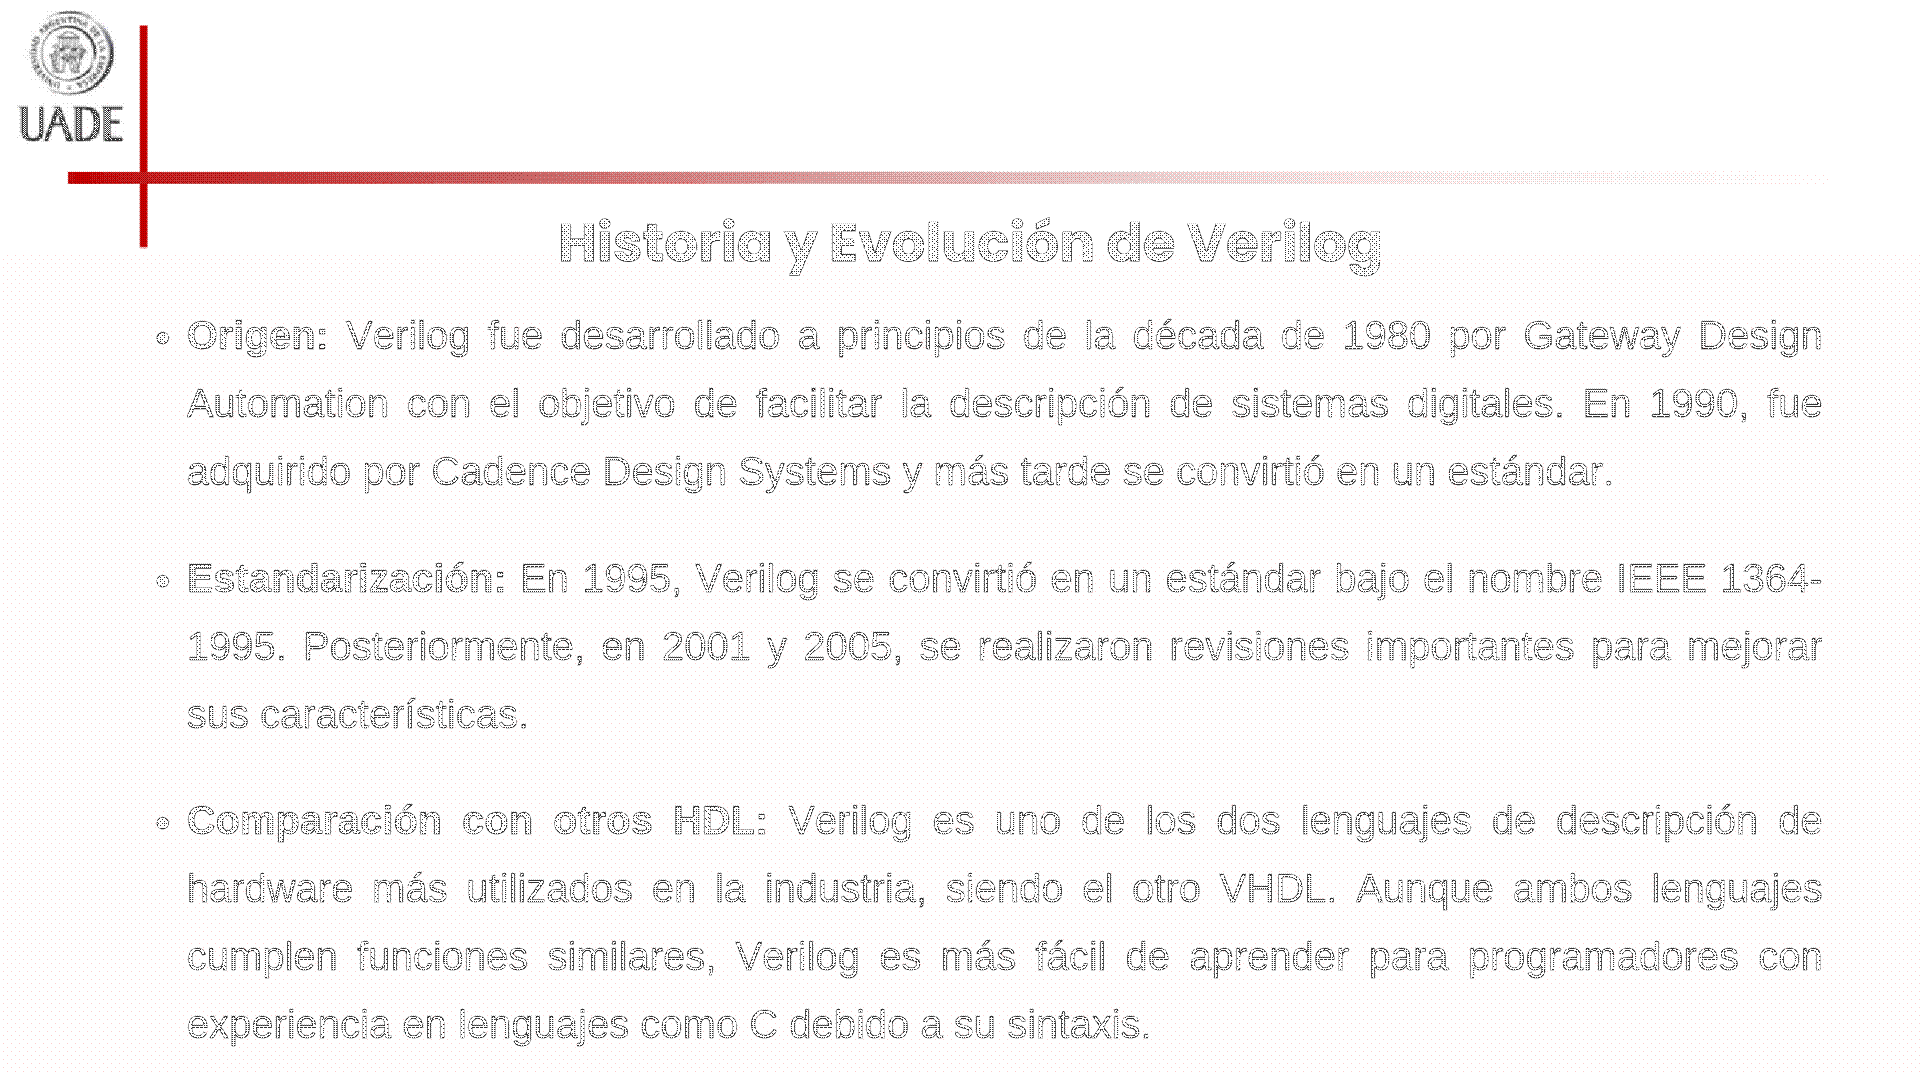 UNIVERSIDAD ARGENTINA DE LA EMPRESA
UADE
Historia y Evolución de Verilog
• Origen: Verilog fue desarrollado a principios de la década de 1980 por Gateway Design
Automation con el objetivo de facilitar la descripción de sistemas digitales. En 1990, fue
adquirido por Cadence Design Systems y más tarde se convirtió en un estándar.
• Estandarización: En 1995, Verilog se convirtió en un estándar bajo el nombre IEEE 1364-
1995. Posteriormente, en 2001 y 2005, se realizaron revisiones importantes para mejorar
sus características.
• Comparación con otros HDL: Verilog es uno de los dos lenguajes de descripción de
hardware más utilizados en la industria, siendo el otro VHDL. Aunque ambos lenguajes
cumplen funciones similares, Verilog es más fácil de aprender para programadores con
experiencia en lenguajes como C debido a su sintaxis.